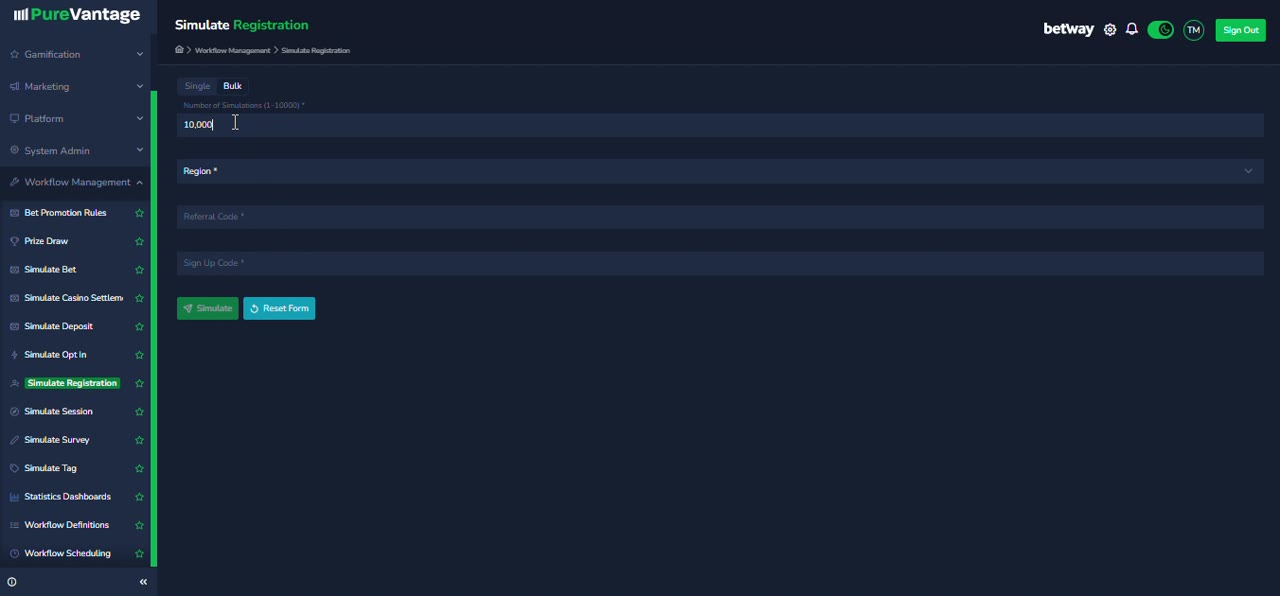 PureVantage
Gamification
Marketing
Platform
System Admin
Workflow Management
Bet Promotion Rules
Prize Draw
Simulate Bet
Simulate Casino Settlem
Simulate Deposit
Simulate Opt In
Simulate Registration
Simulate Session
Simulate Survey
Simulate Tag
Statistics Dashboards
Workflow Definitions
Workflow Scheduling
Simulate Registration
Workflow Management > Simulate Registration
betway
TM
Sign Out
Single Bulk
Number of Simulations (1-10000) *
10,000
Region *
Referral Code *
Sign Up Code *
Simulate
Reset Form